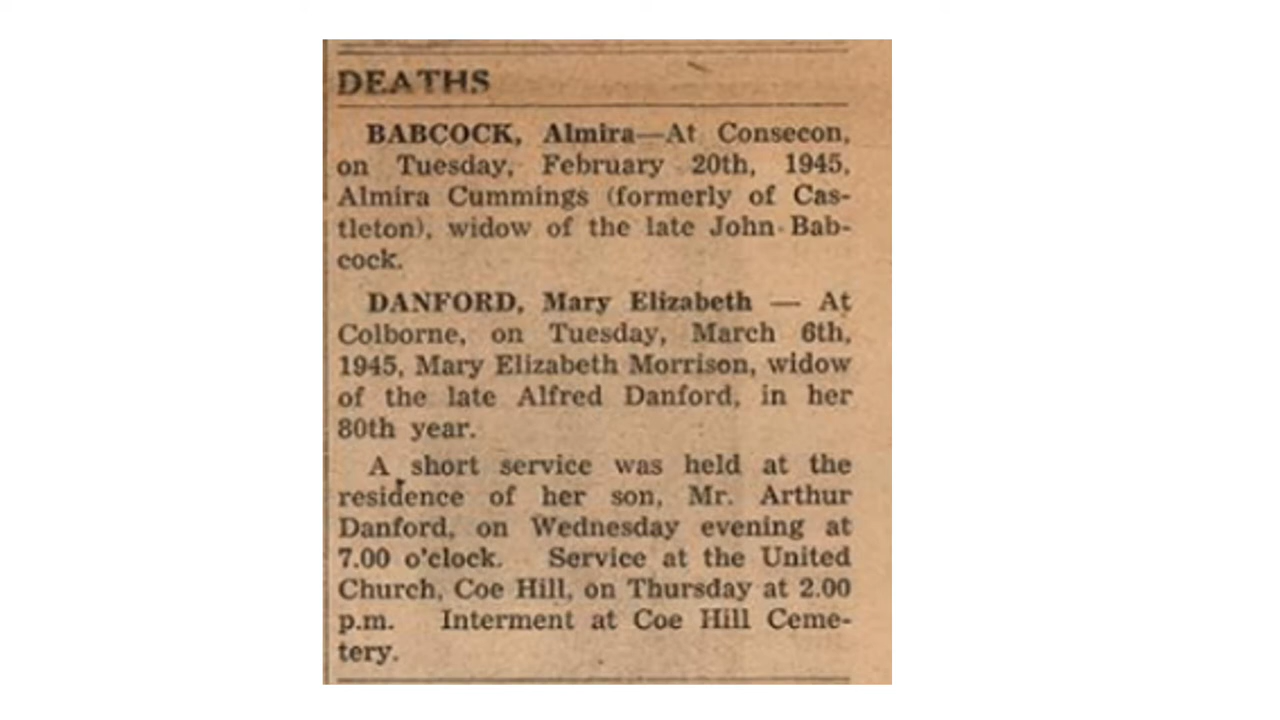 DEATHS
BABCOCK, Almira—At Consecon,
on Tuesday, February 20th, 1945,
Almira Cummings (formerly of Cas-
tleton), widow of the late John Bab-
cock.
DANFORD, Mary Elizabeth — At
Colborne, on Tuesday, March 6th,
1945, Mary Elizabeth Morrison, widow
of the late Alfred Danford, in her
80th year.
A short service was held at the
residence of her son, Mr. Arthur
Danford, on Wednesday evening at
7.00 o'clock. Service at the United
Church, Coe Hill, on Thursday at 2.00
p.m. Interment at Coe Hill Ceme-
tery.